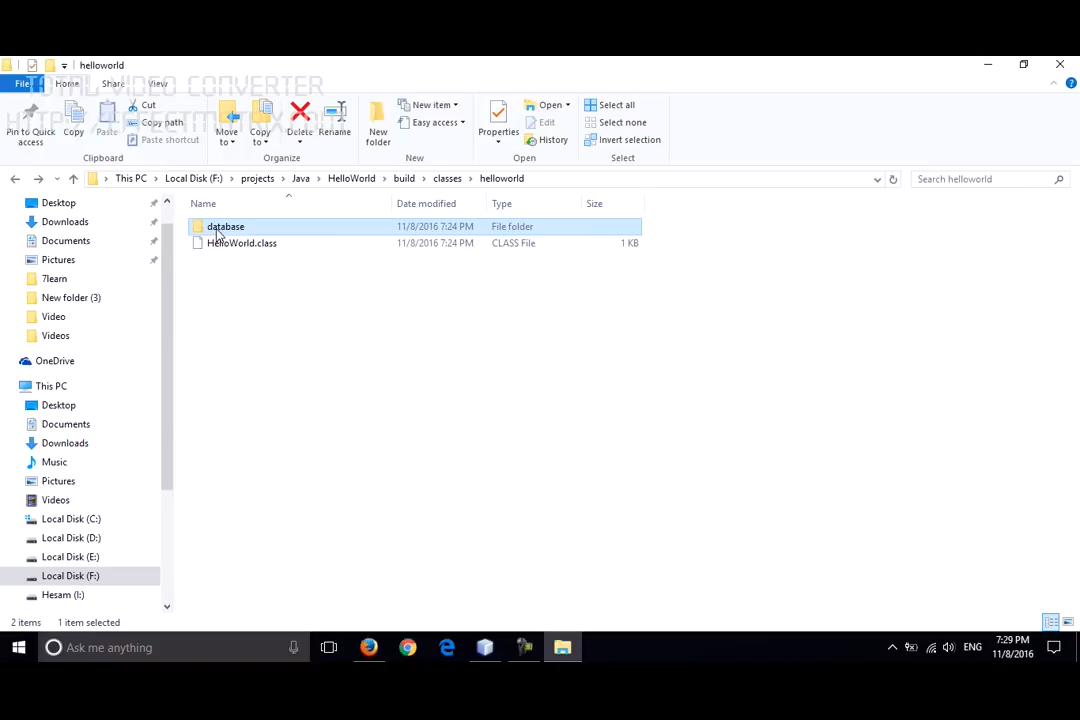 helloworld
TOTAL VIDEO CONVERTER
File Home Share View
Pin to Quick access
Copy
Paste
Cut
Copy path
Paste shortcut
Clipboard
Move to
Copy to
Delete
Rename
Organize
New folder
New item
Easy access
New
Properties
Open
Edit
History
Open
Select all
Select none
Invert selection
Select
This PC > Local Disk (F:) > projects > Java > HelloWorld > build > classes > helloworld
Search helloworld
Name Date modified Type Size
database 11/8/2016 7:24 PM File folder
HelloWorld.class 11/8/2016 7:24 PM CLASS File 1 KB
Desktop
Downloads
Documents
Pictures
7learn
New folder (3)
Video
Videos
OneDrive
This PC
Desktop
Documents
Downloads
Music
Pictures
Videos
Local Disk (C:)
Local Disk (D:)
Local Disk (E:)
Local Disk (F:)
Hesam (I:)
2 items 1 item selected
Ask me anything
ENG
7:29 PM
11/8/2016